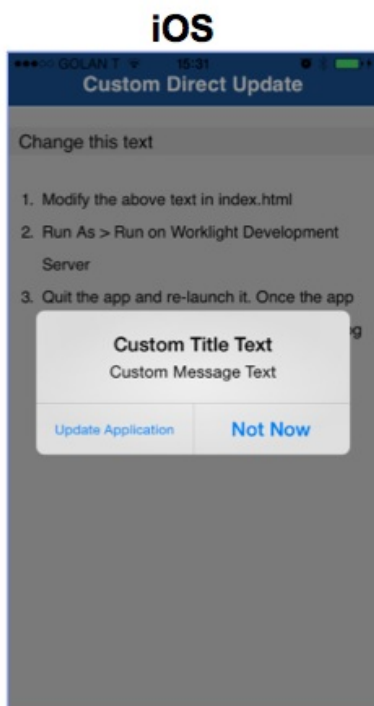 iOS
GOLAN T 15:31
Custom Direct Update
Change this text
1. Modify the above text in index.html
2. Run As > Run on Worklight Development
Server
3. Quit the app and re-launch it. Once the app
Custom Title Text
Custom Message Text
Update Application Not Now